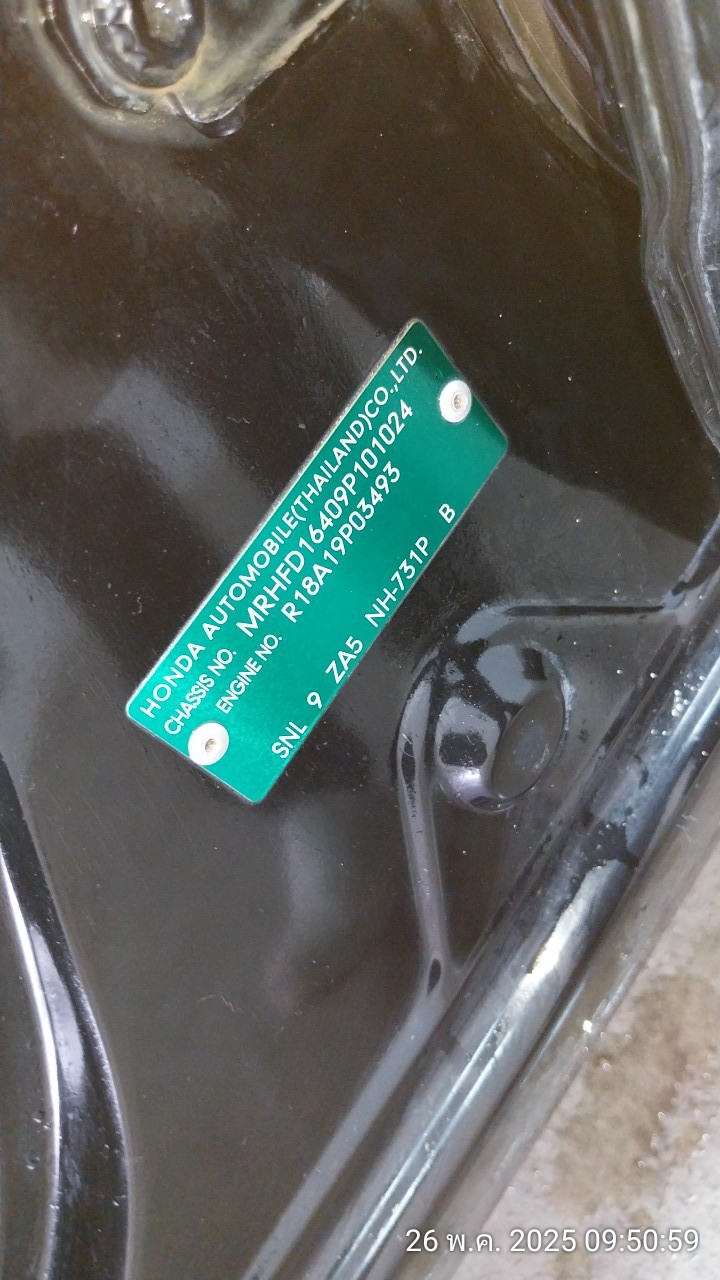 HONDA AUTOMOBILE(THAILAND)CO.,LTD.
CHASSIS NO. MRHFD16409P101024
ENGINE NO. R18A19P03493
SNL 9 ZA5 NH-731P B
26 พ.ค. 2025 09:50:59